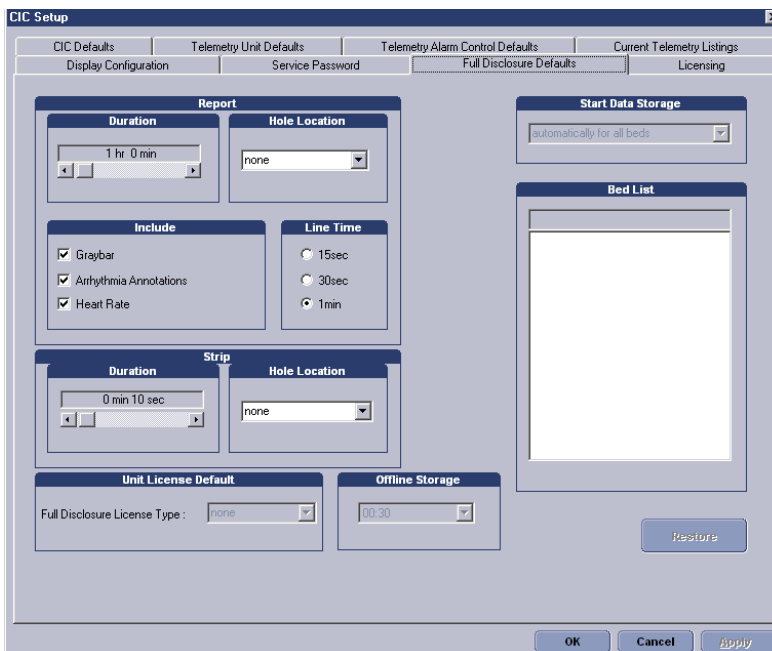 CIC Setup
CIC Defaults
Telemetry Unit Defaults
Telemetry Alarm Control Defaults
Current Telemetry Listings
Display Configuration
Service Password
Full Disclosure Defaults
Licensing
Report
Duration
1 hr 0 min
Hole Location
none
Include
Graybar
Arrhythmia Annotations
Heart Rate
Line Time
15sec
30sec
1min
Strip
Duration
0 min 10 sec
Hole Location
none
Unit License Default
Full Disclosure License Type :
none
Offline Storage
00:30
Start Data Storage
automatically for all beds
Bed List
Restore
OK
Cancel
Apply